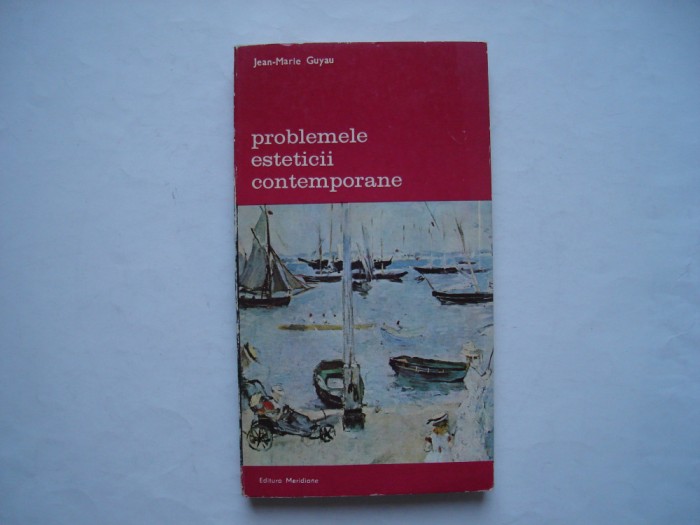 Jean-Marie Guyau
problemele
esteticii
contemporane
Editura Meridiane